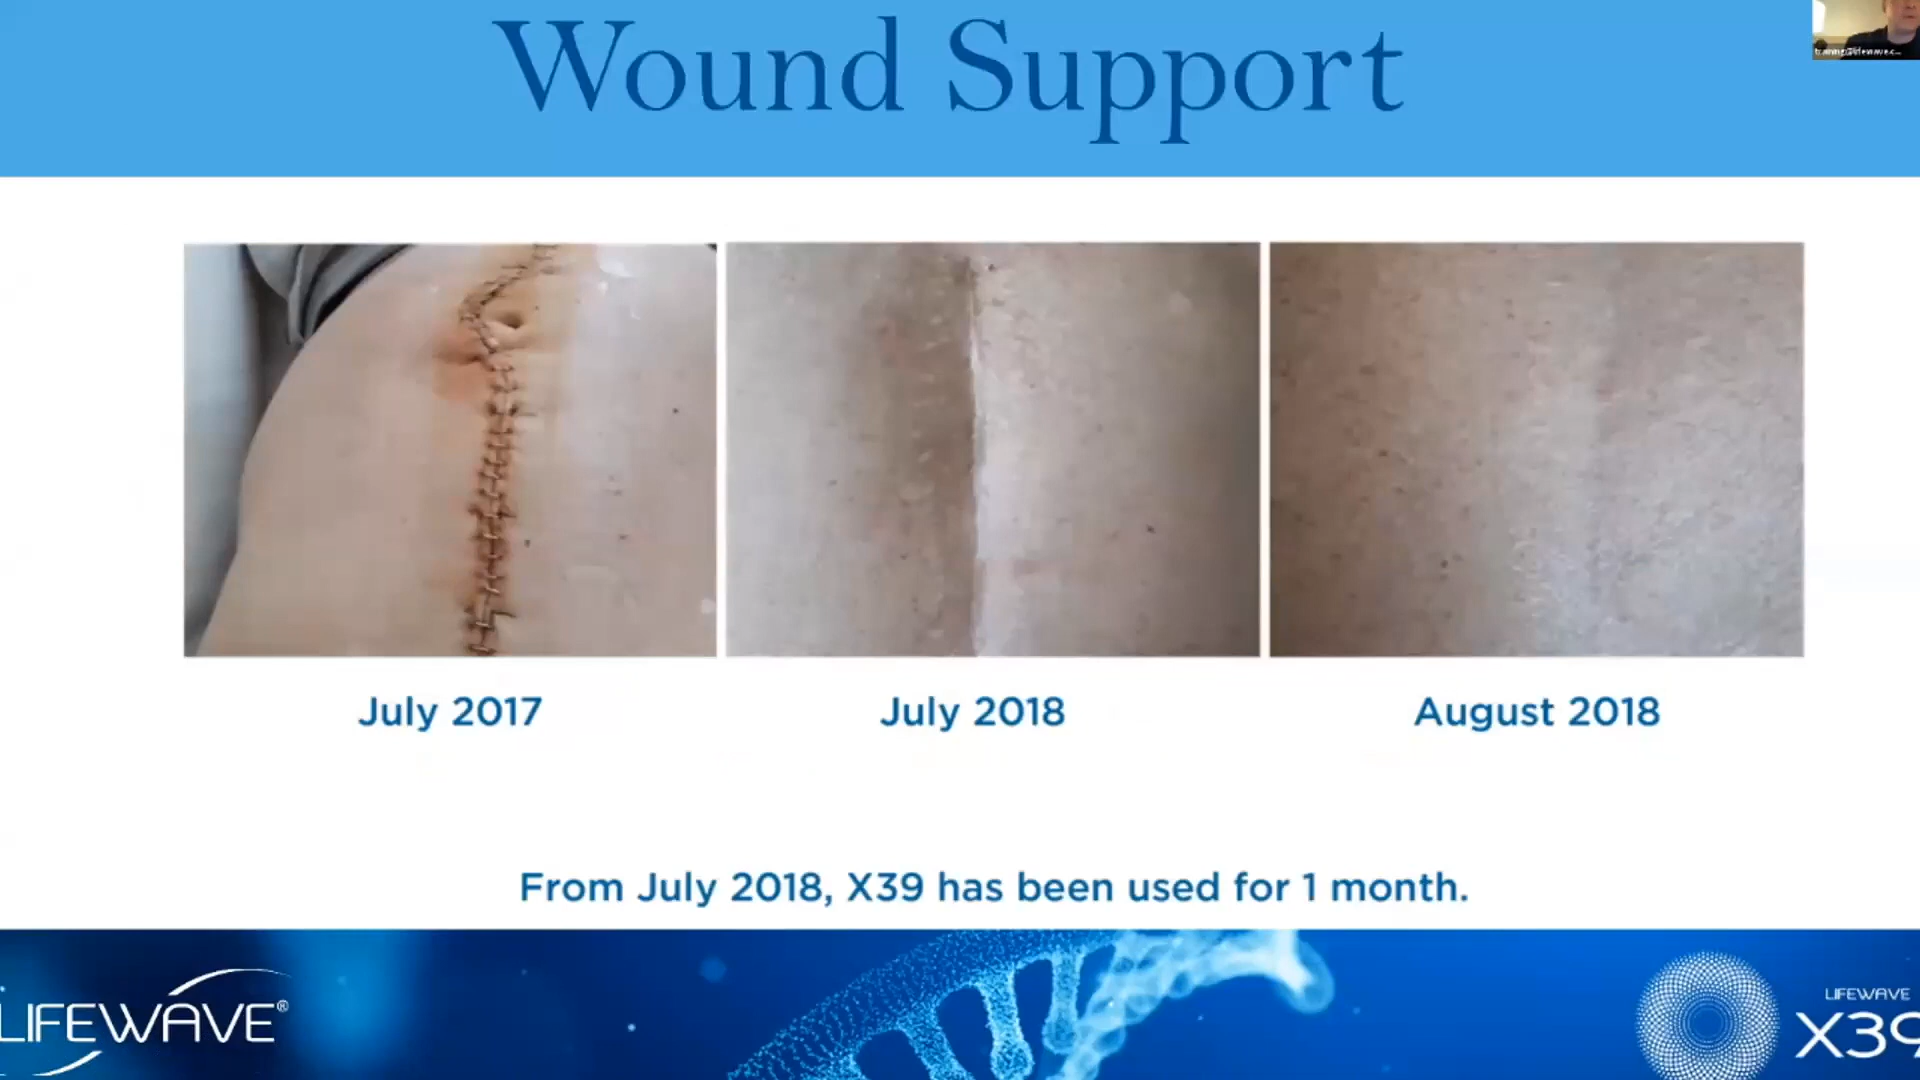 Wound Support
July 2017
July 2018
August 2018
From July 2018, X39 has been used for 1 month.
LIFEWAVE®
LIFEWAVE
X39